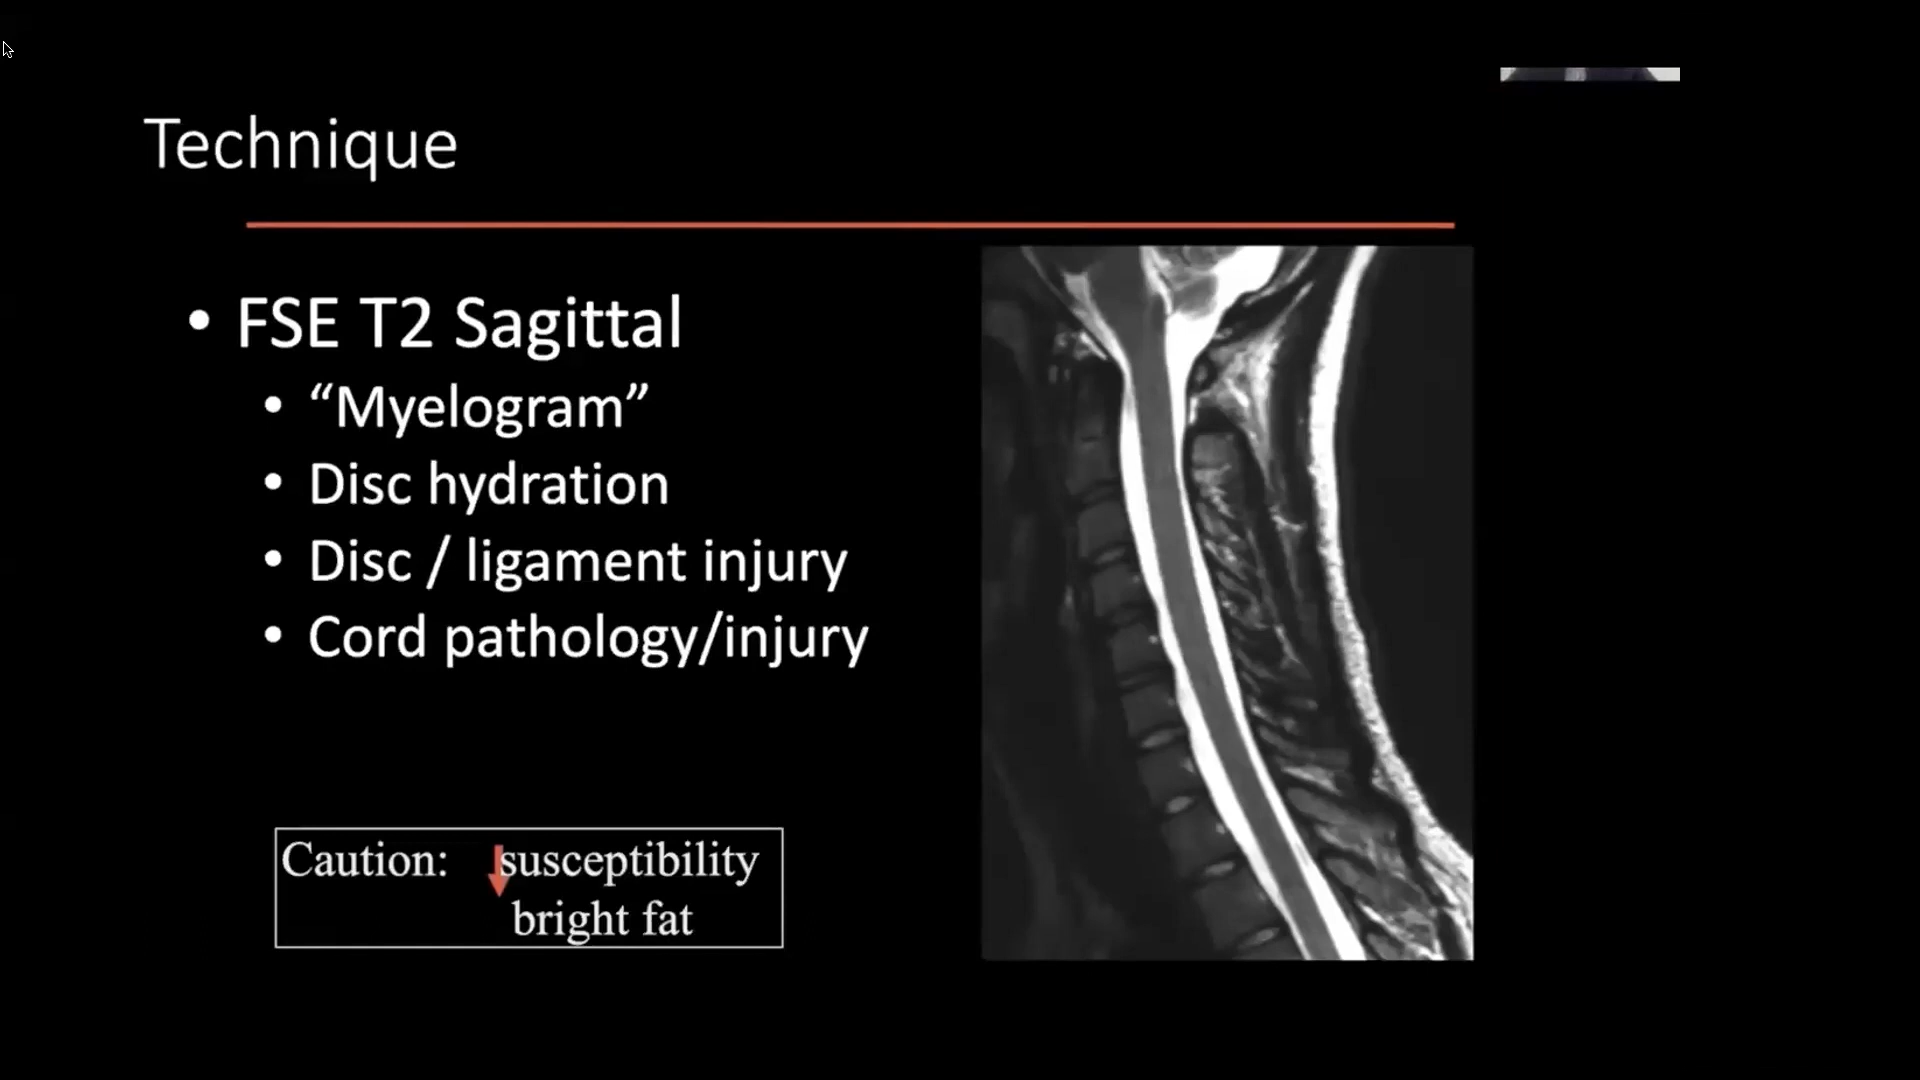 Technique
• FSE T2 Sagittal
• “Myelogram”
• Disc hydration
• Disc / ligament injury
• Cord pathology/injury
Caution: susceptibility
bright fat